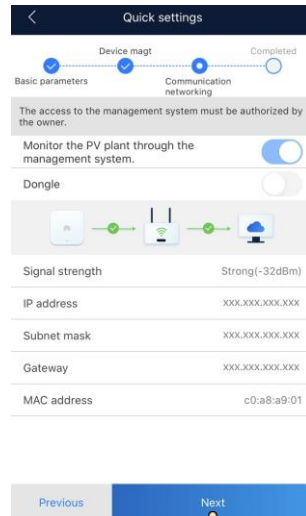 Quick settings
Device magt
Completed
Basic parameters
Communication
networking
The access to the management system must be authorized by
the owner.
Monitor the PV plant through the
management system.
Dongle
Signal strength
Strong(-32dBm)
IP address
xxx.xxx.xxx.xxx
Subnet mask
xxx.xxx.xxx.xxx
Gateway
xxx.xxx.xxx.xxx
MAC address
c0:a8:a9:01
Previous
Next